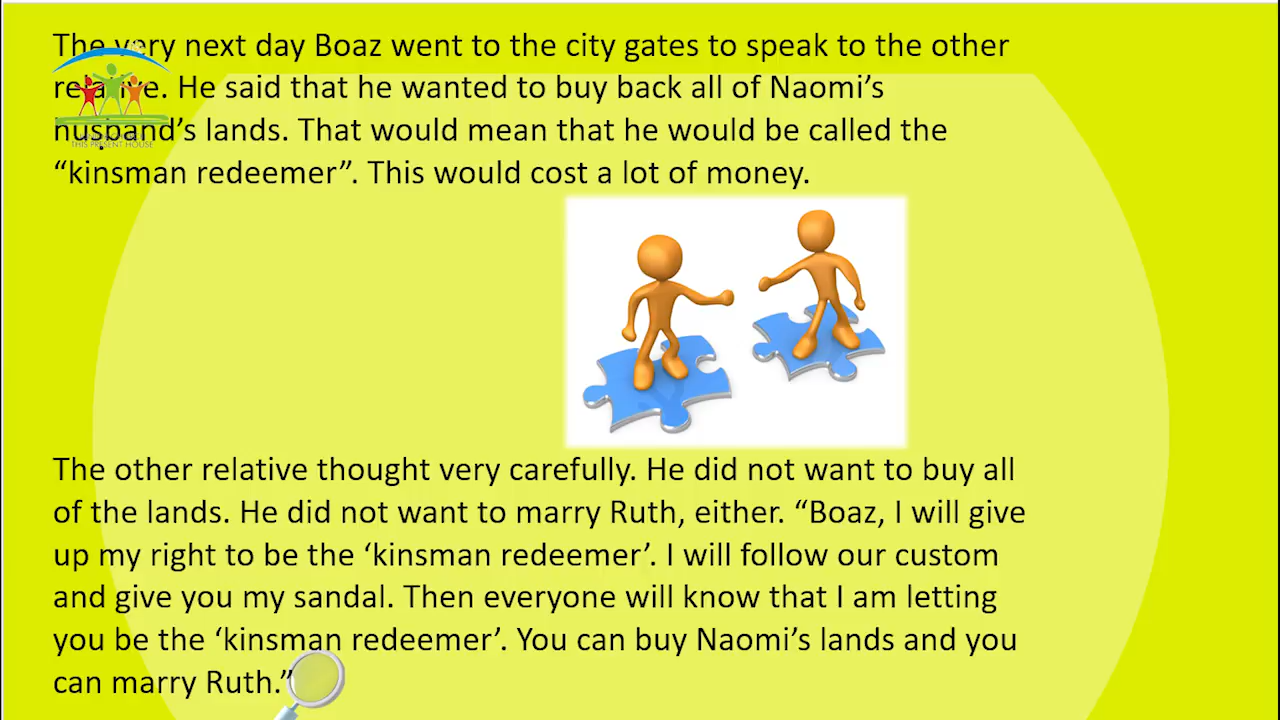 The very next day Boaz went to the city gates to speak to the other
relative. He said that he wanted to buy back all of Naomi’s
husband’s lands. That would mean that he would be called the
“kinsman redeemer”. This would cost a lot of money.
THIS PRESENT HOUSE
The other relative thought very carefully. He did not want to buy all
of the lands. He did not want to marry Ruth, either. “Boaz, I will give
up my right to be the ‘kinsman redeemer’. I will follow our custom
and give you my sandal. Then everyone will know that I am letting
you be the ‘kinsman redeemer’. You can buy Naomi’s lands and you
can marry Ruth.”